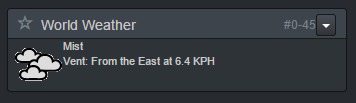 World Weather #0-45
Mist
Vent: From the East at 6.4 KPH